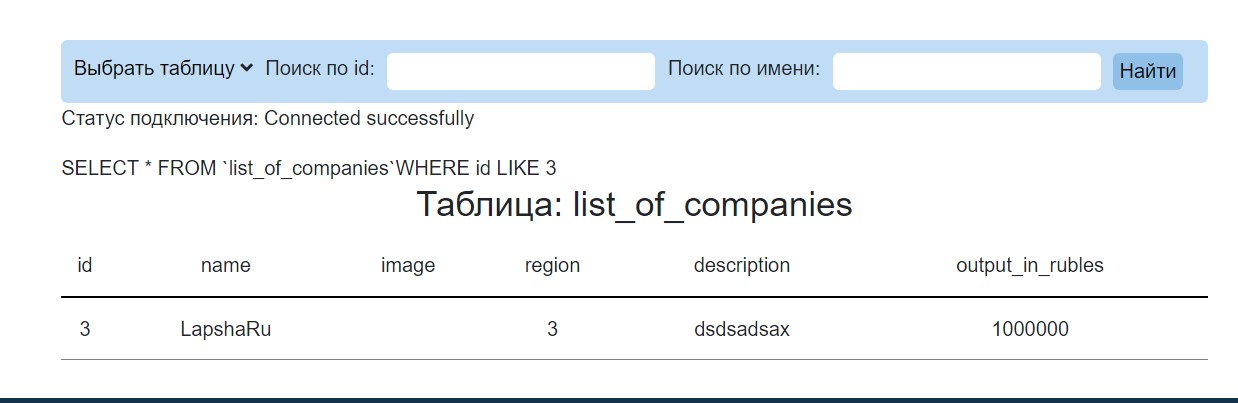 Выбрать таблицу Поиск по id: Поиск по имени: Найти
Статус подключения: Connected successfully
SELECT * FROM `list_of_companies`WHERE id LIKE 3
Таблица: list_of_companies
id name image region description output_in_rubles
3 LapshaRu 3 dsdsadsax 1000000